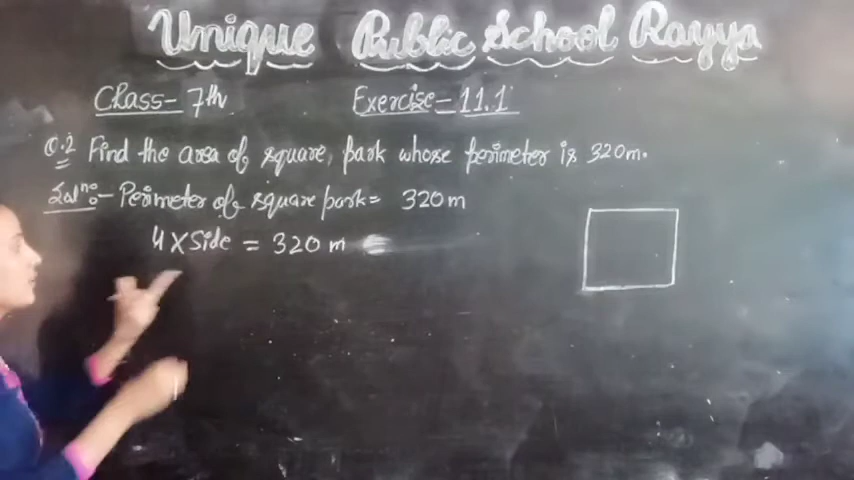 Unique Public School Rayya
Class- 7th Exercise- 11.1
Q.2 Find the area of square, park whose perimeter is 320m.
Solno:- Perimeter of square park= 320 m
4 X Side = 320 m